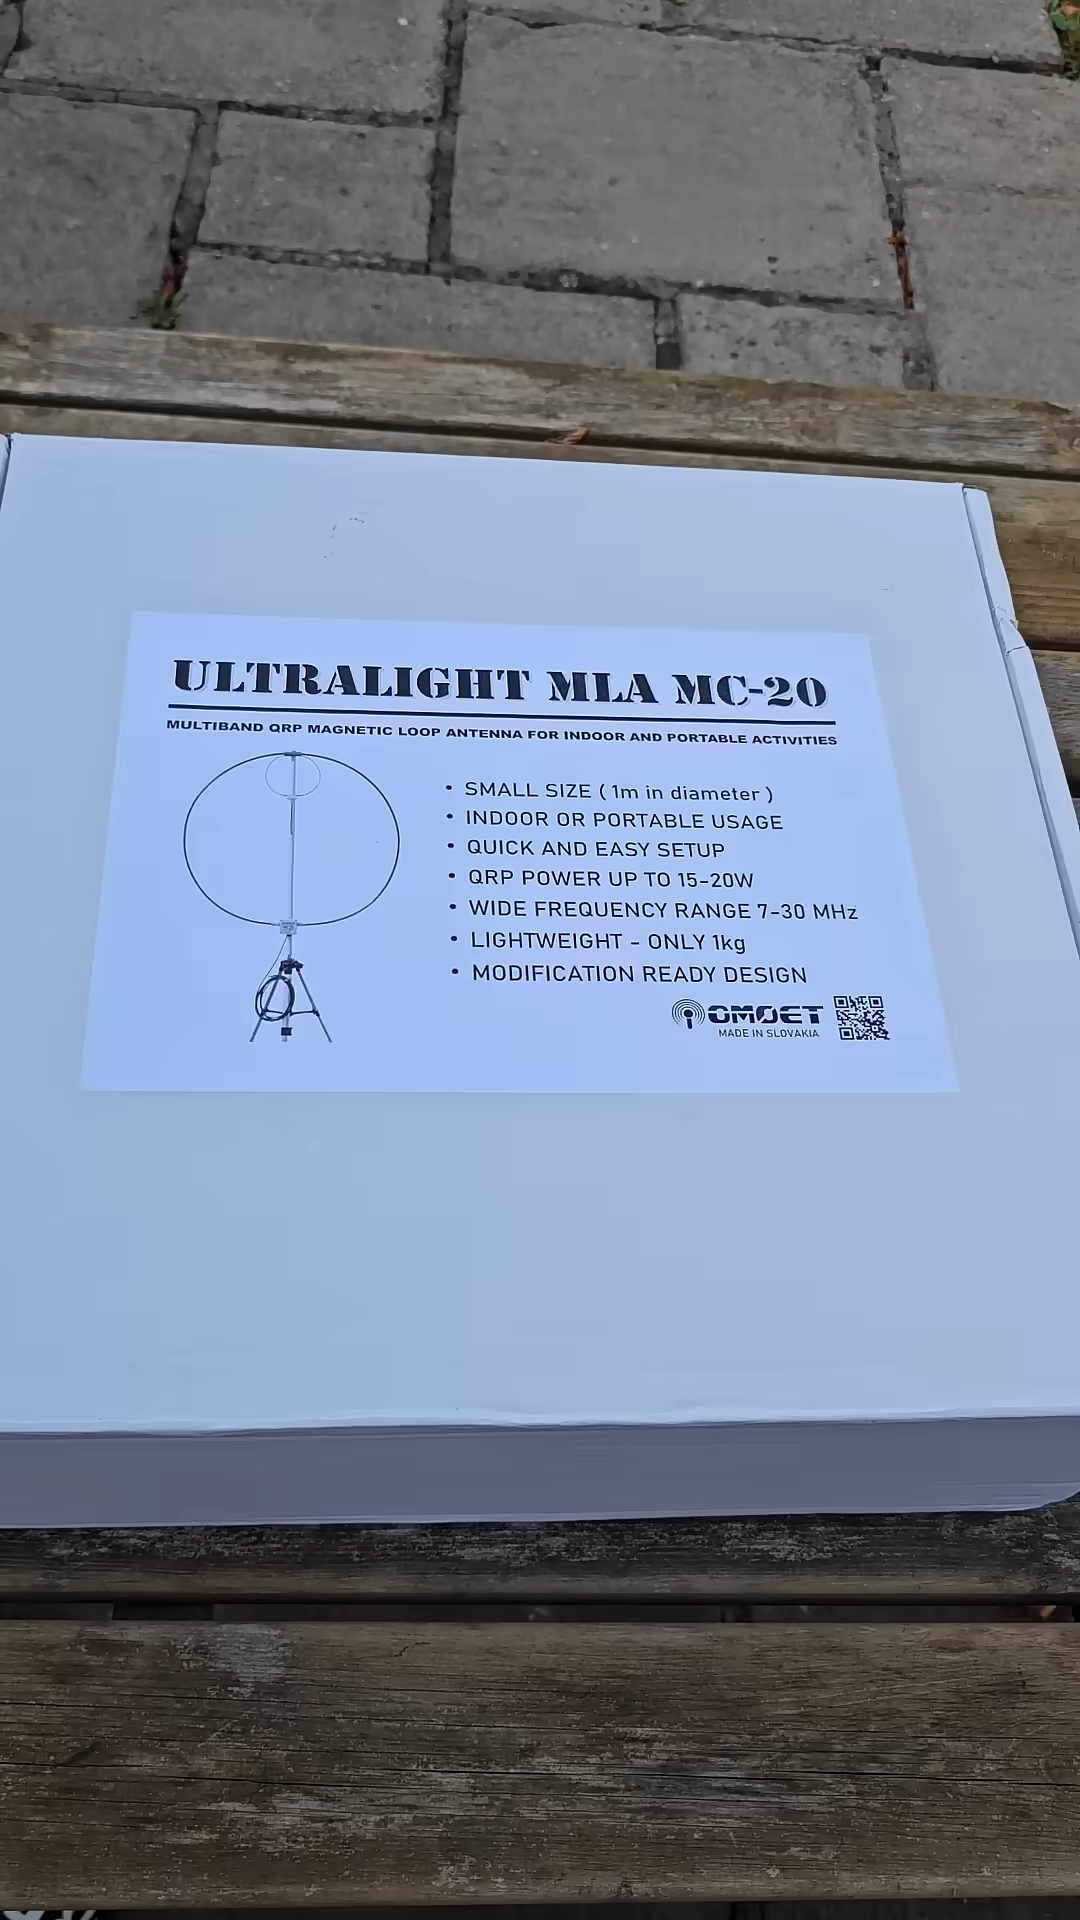 ULTRALIGHT MLA MC-20
MULTIBAND QRP MAGNETIC LOOP ANTENNA FOR INDOOR AND PORTABLE ACTIVITIES
• SMALL SIZE ( 1m in diameter )
• INDOOR OR PORTABLE USAGE
• QUICK AND EASY SETUP
• QRP POWER UP TO 15-20W
• WIDE FREQUENCY RANGE 7-30 MHz
• LIGHTWEIGHT - ONLY 1kg
• MODIFICATION READY DESIGN
OMØET
MADE IN SLOVAKIA